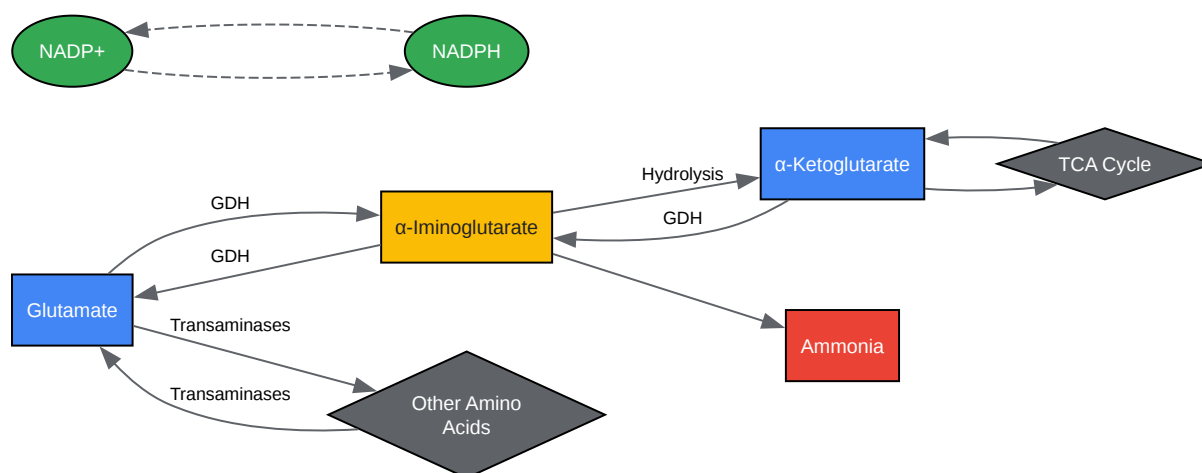 NADP+
NADPH
α-Ketoglutarate
TCA Cycle
Hydrolysis
GDH
α-Iminoglutarate
GDH
GDH
Glutamate
Transaminases
Ammonia
Transaminases
Other Amino
Acids